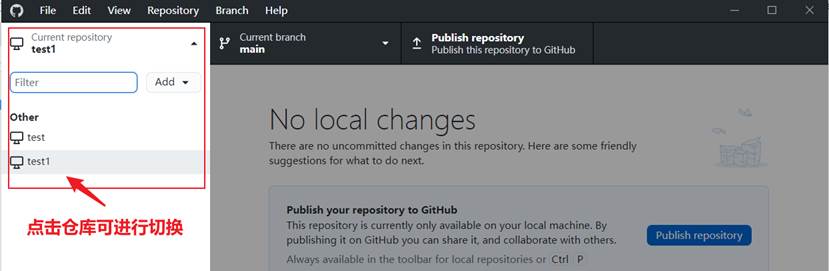 File Edit View Repository Branch Help
Current repository
test1
Current branch
main
Publish repository
Publish this repository to GitHub
Filter
Add
Other
test
test1
点击仓库可进行切换
No local changes
There are no uncommitted changes in this repository. Here are some friendly
suggestions for what to do next.
Publish your repository to GitHub
This repository is currently only available on your local machine. By
publishing it on GitHub you can share it, and collaborate with others.
Always available in the toolbar for local repositories or Ctrl P
Publish repository